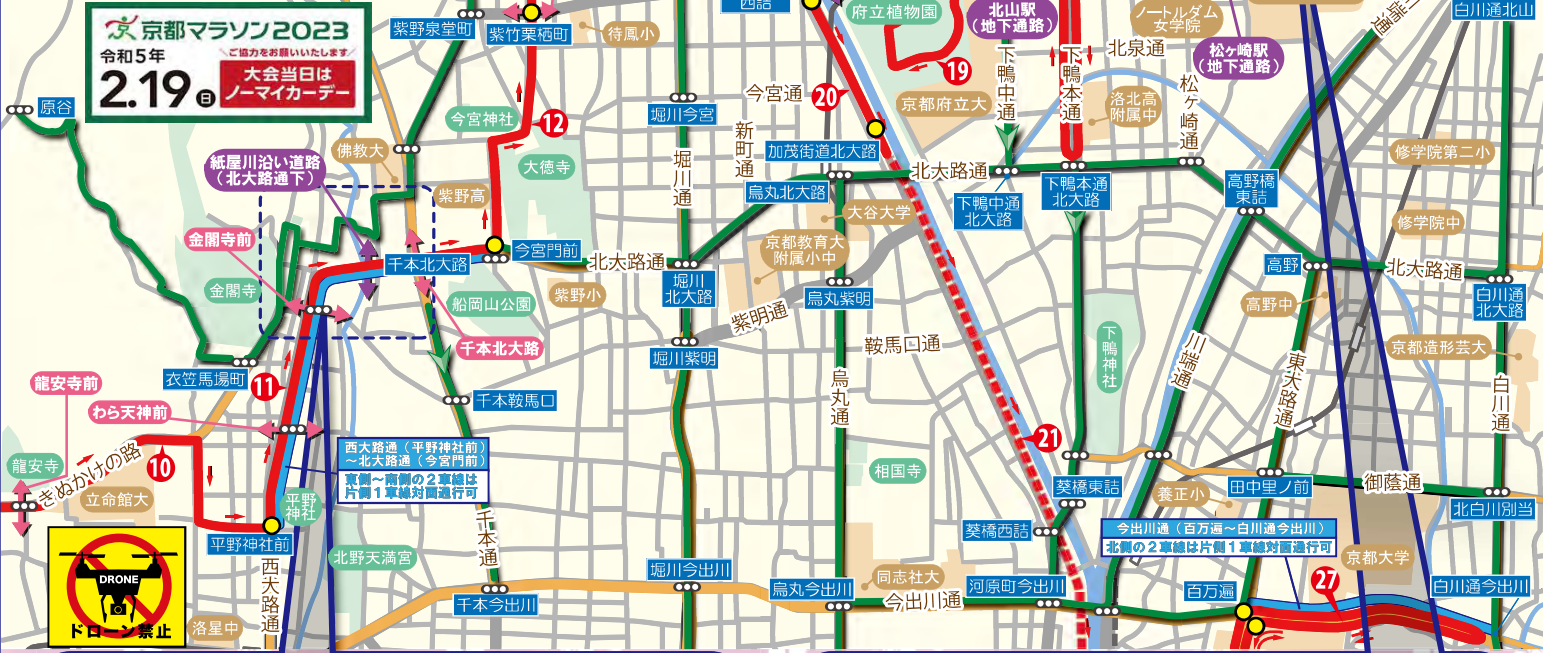 京都マラソン2023
令和5年
ご協力をお願いいたします
2.19日
大会当日は
ノーマイカーデー
紫野泉堂町
紫竹栗栖町
待鳳小
府立植物園
北山駅
(地下通路)
ノートルダム
女学院
松ヶ崎駅
(地下通路)
白川通北山
北泉通
下鴨中通
下鴨本通
松ヶ崎通
原谷
今宮神社
12
堀川今宮
今宮通
20
19
京都府立大
洛北高
附属中
新町通
加茂街道北大路
佛教大
大徳寺
堀川通
紙屋川沿い道路
(北大路通下)
紫野高
烏丸北大路
北大路通
下鴨中通
北大路
下鴨本通
北大路
高野橋
東詰
修学院第二小
修学院中
大谷大学
京都教育大
附属小中
金閣寺前
今宮門前
千本北大路
北大路通
堀川
北大路
高野
北大路通
金閣寺
船岡山公園
紫野小
烏丸紫明
高野中
白川通
北大路
紫明通
千本北大路
鞍馬口通
堀川紫明
下鴨神社
川端通
京都造形芸大
衣笠馬場町
11
東大路通
龍安寺前
わら天神前
千本鞍馬口
烏丸通
白川通
きぬかけの路
10
21
西大路通(平野神社前)
~北大路通(今宮門前)
東側~南側の2車線は
片側1車線対面通行可
龍安寺
立命館大
相国寺
平野
神社
葵橋東詰
養正小
田中里ノ前
御蔭通
北白川別当
平野神社前
千本通
葵橋西詰
今出川通(百万遍~白川通今出川)
北側の2車線は片側1車線対面通行可
北野天満宮
京都大学
DRONE
ドローン禁止
西大路通
洛星中
千本今出川
堀川今出川
烏丸今出川
同志社大
今出川通
河原町今出川
百万遍
27
白川通今出川